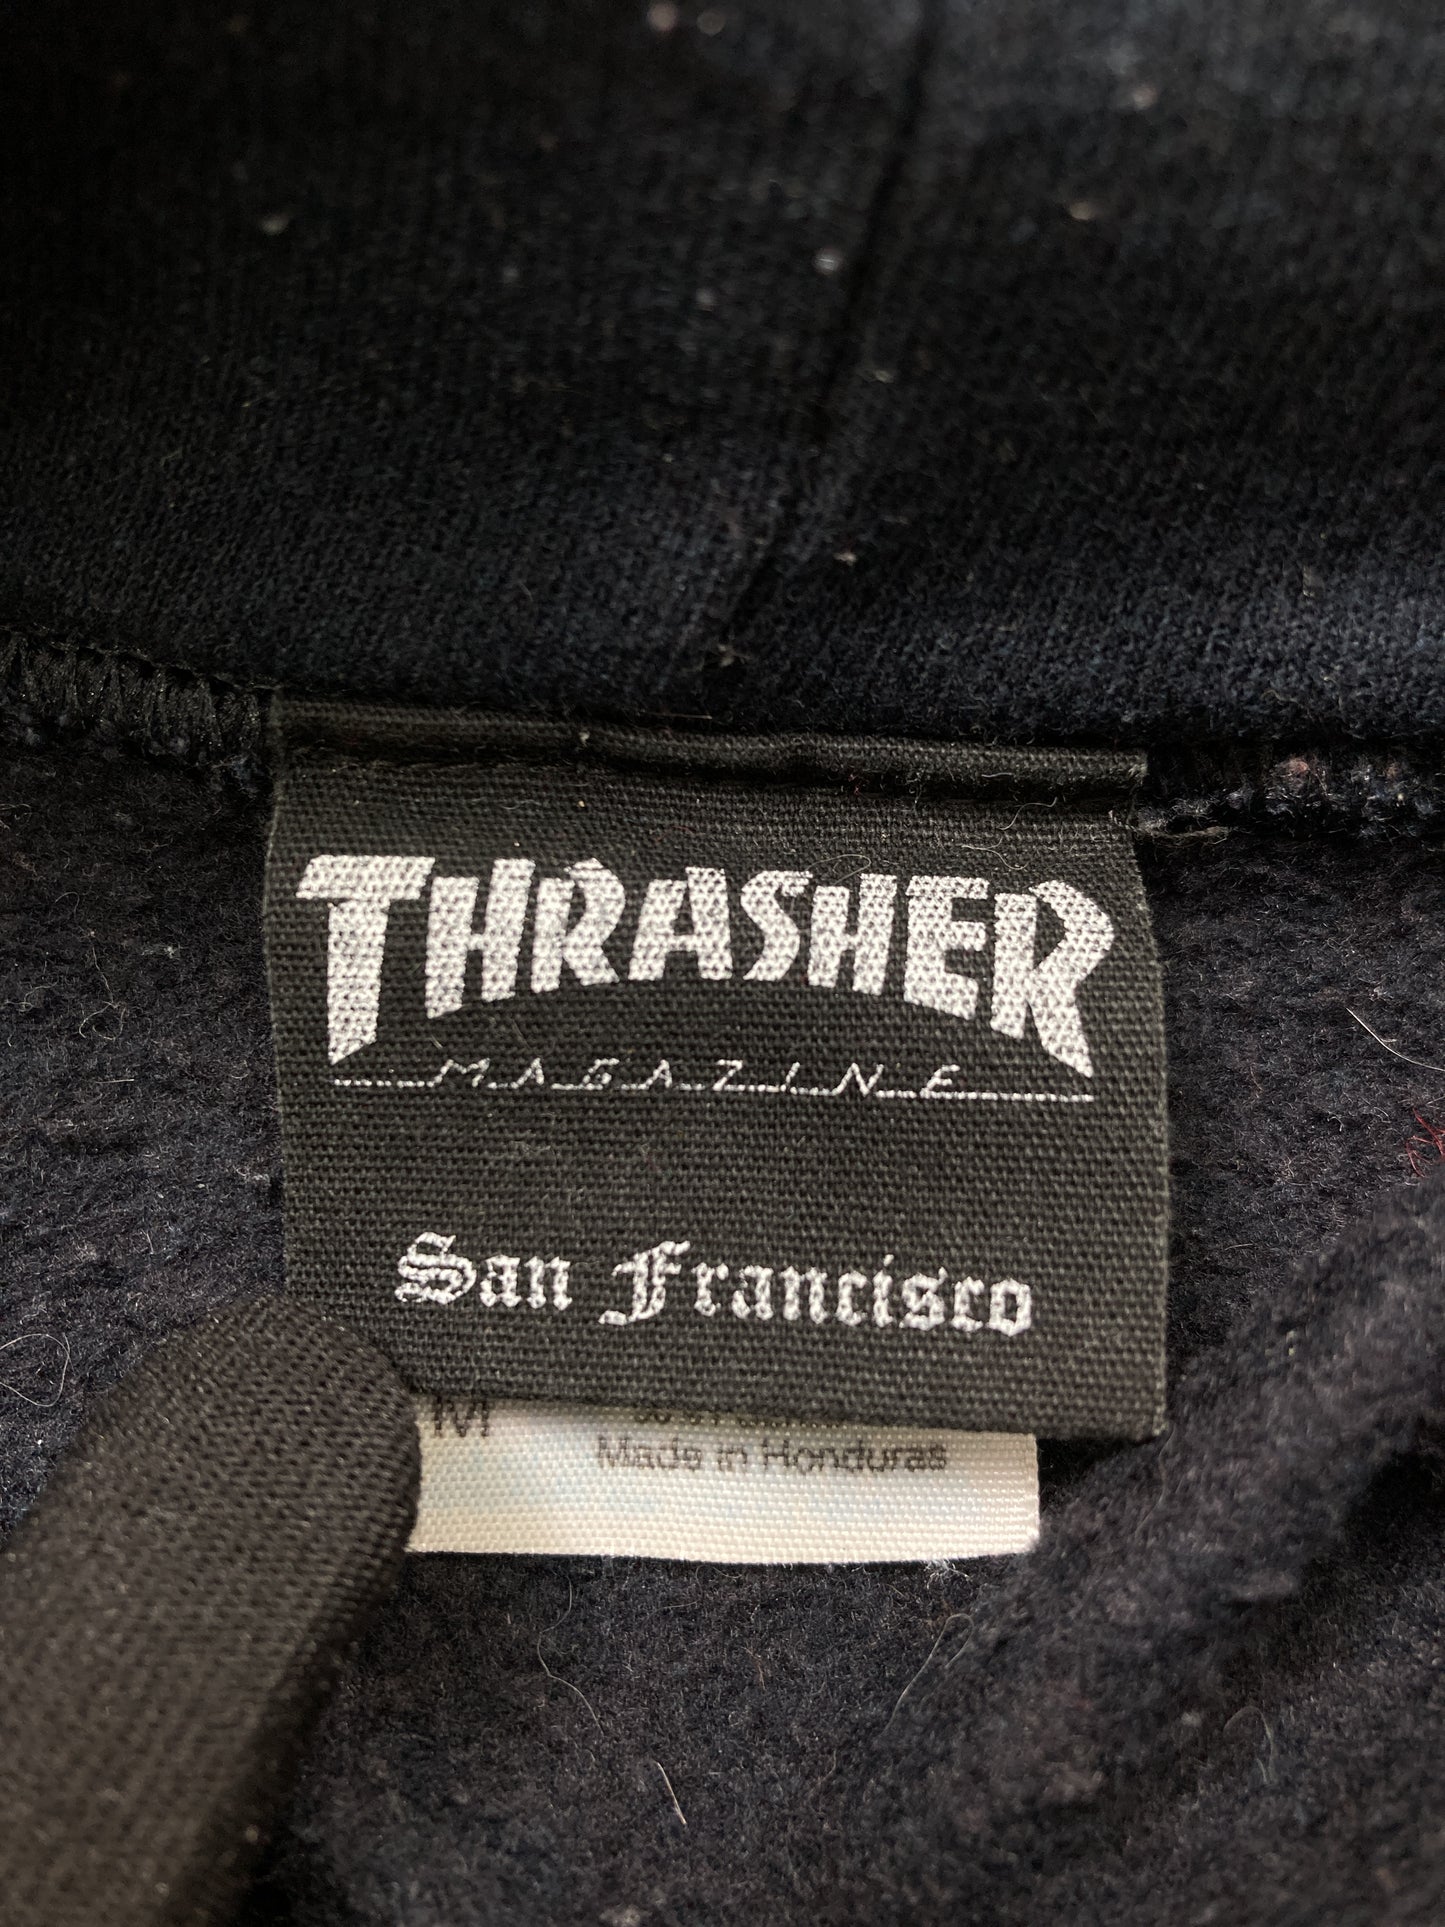 THRASHER
MAGAZINE
San Francisco
M
Made in Honduras